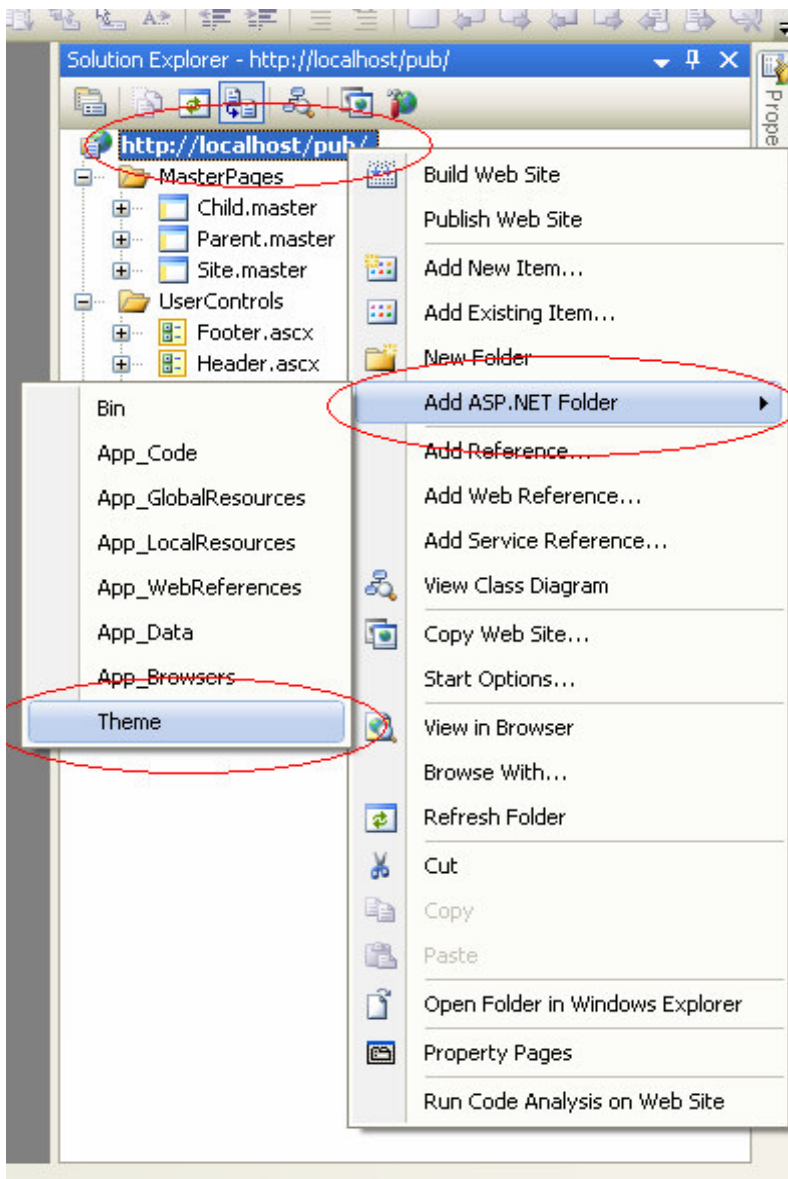 Solution Explorer - http://localhost/pub/
Prope
http://localhost/pub/
MasterPages
Child.master
Parent.master
Site.master
UserControls
Footer.ascx
Header.ascx
Build Web Site
Publish Web Site
Add New Item...
Add Existing Item...
New Folder
Add ASP.NET Folder
Add Reference...
Add Web Reference...
Add Service Reference...
View Class Diagram
Copy Web Site...
Start Options...
View in Browser
Browse With...
Refresh Folder
Cut
Copy
Paste
Open Folder in Windows Explorer
Property Pages
Run Code Analysis on Web Site
Bin
App_Code
App_GlobalResources
App_LocalResources
App_WebReferences
App_Data
App_Browsers
Theme